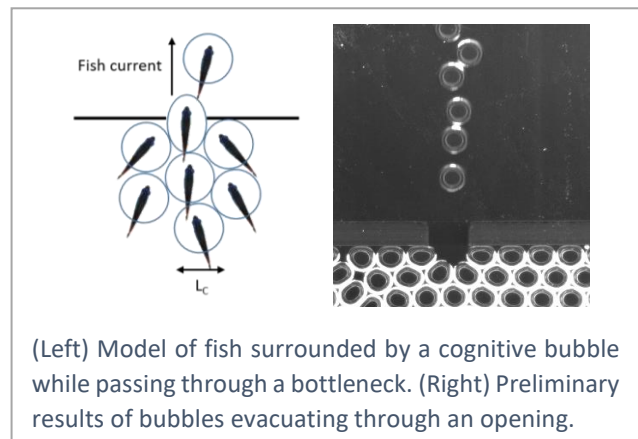 Fish current
L_C
(Left) Model of fish surrounded by a cognitive bubble
while passing through a bottleneck. (Right) Preliminary
results of bubbles evacuating through an opening.